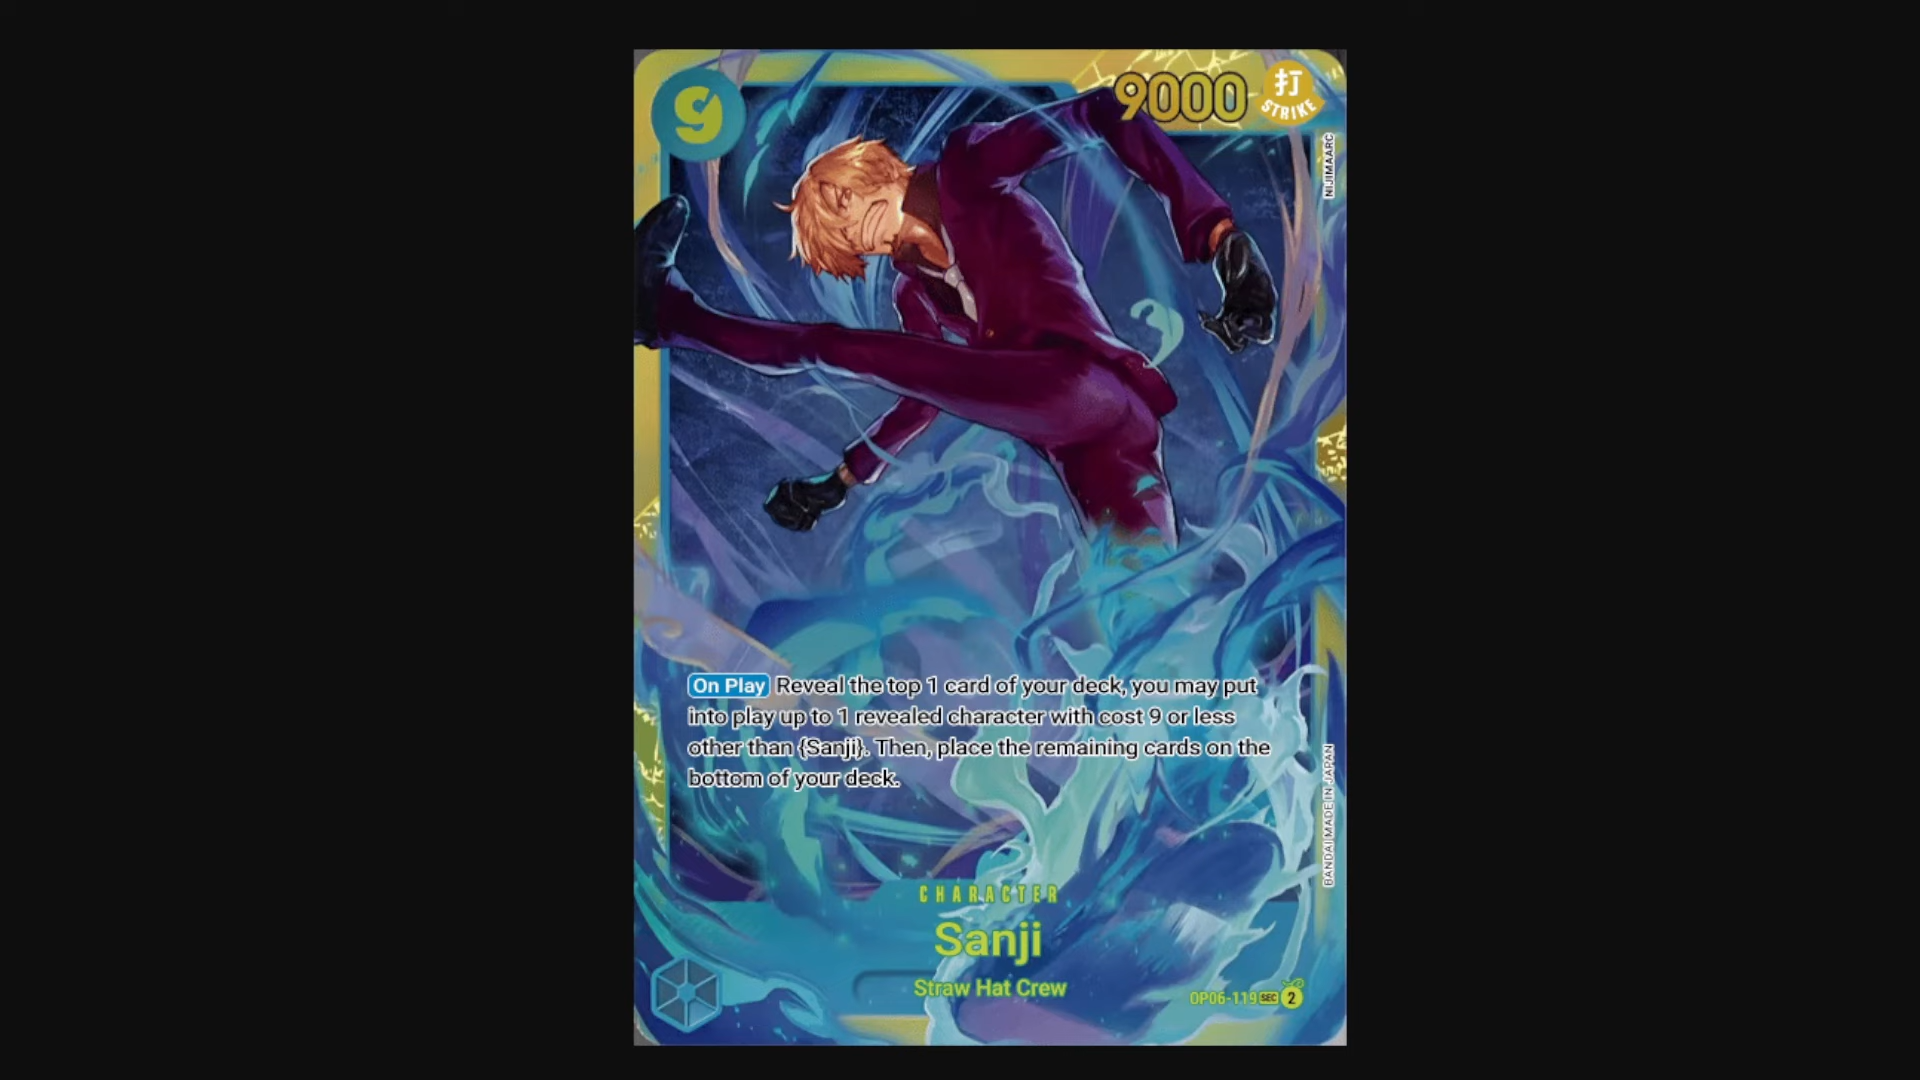 9
9000
打
STRIKE
NIJIMAARC
On Play Reveal the top 1 card of your deck, you may put
into play up to 1 revealed character with cost 9 or less
other than {Sanji}. Then, place the remaining cards on the
bottom of your deck.
BANDAI MADE IN JAPAN
CHARACTER
Sanji
Straw Hat Crew
OP06-119 SEC 2